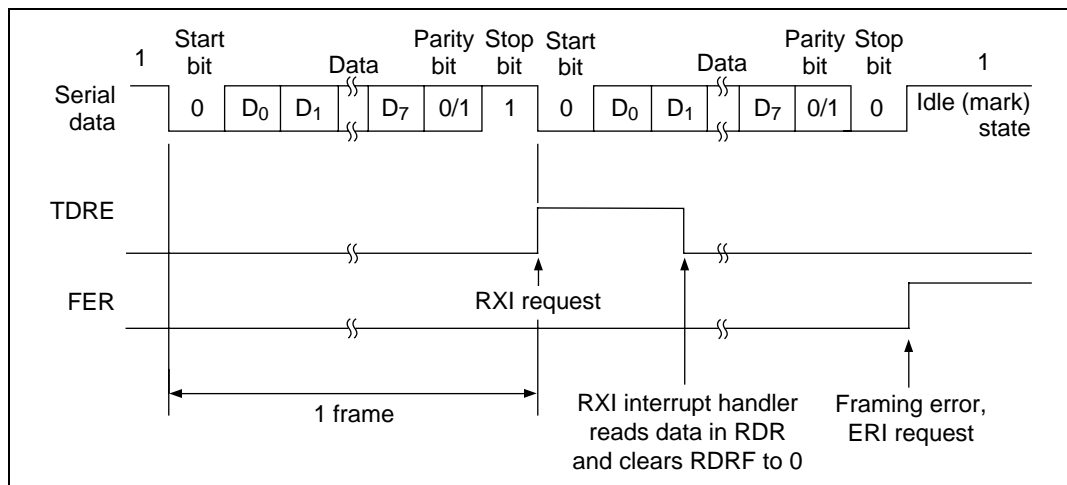 1 Start bit Data Parity bit Stop bit Start bit Data Parity bit Stop bit 1
Serial data 0 D₀ D₁ D₇ 0/1 1 0 D₀ D₁ D₇ 0/1 0 Idle (mark) state
TDRE
RXI request
FER
1 frame
RXI interrupt handler
reads data in RDR
and clears RDRF to 0
Framing error,
ERI request